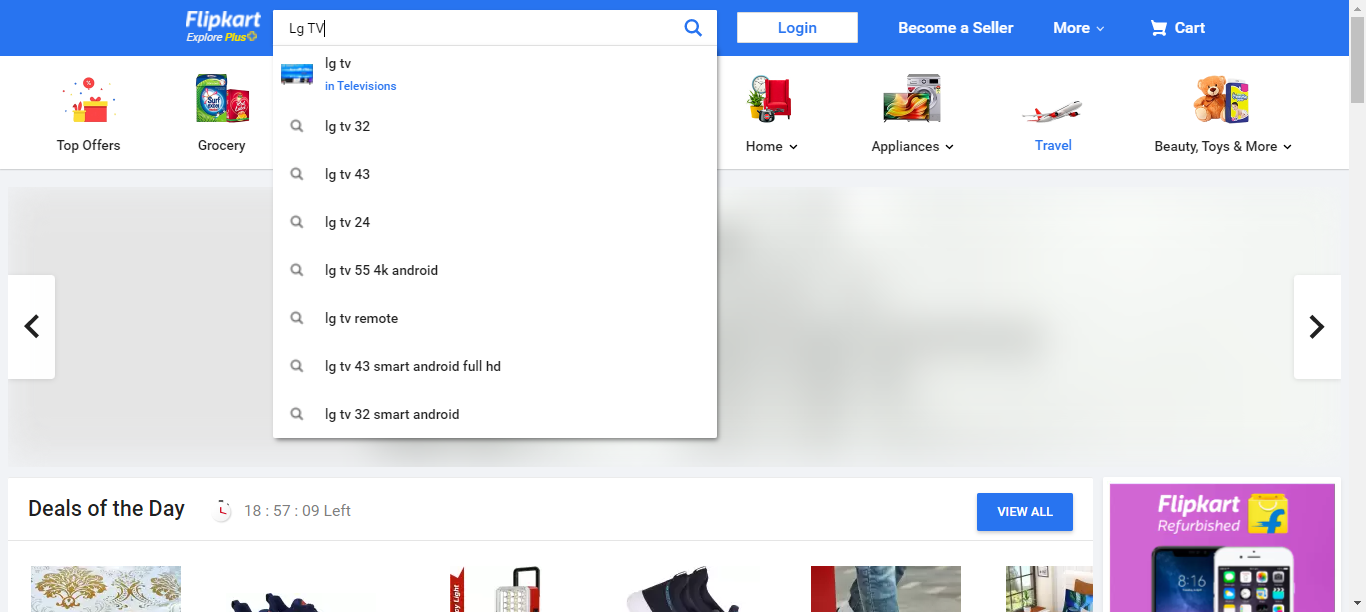 Flipkart
Explore Plus
Lg TV
Login
Become a Seller
More
Cart
lg tv
in Televisions
lg tv 32
lg tv 43
lg tv 24
lg tv 55 4k android
lg tv remote
lg tv 43 smart android full hd
lg tv 32 smart android
Top Offers
Grocery
Home
Appliances
Travel
Beauty, Toys & More
Deals of the Day
18 : 57 : 09 Left
VIEW ALL
Flipkart
Refurbished
8:16
Surf
excel